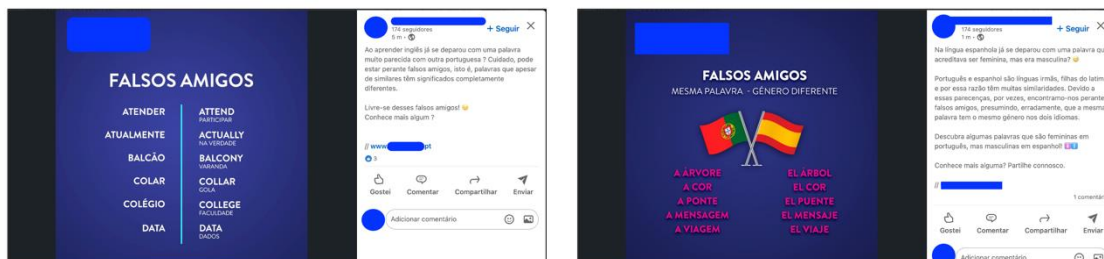 FALSOS AMIGOS
ATENDER
ATTEND
PARTICIPAR
ATUALMENTE
ACTUALLY
NA VERDADE
BALCÃO
BALCONY
VARANDA
COLAR
COLLAR
GOLA
COLÉGIO
COLLEGE
FACULDADE
DATA
DATA
DADOS
174 seguidores
5 m
+ Seguir
Ao aprender inglês já se deparou com uma palavra
muito parecida com outra portuguesa ? Cuidado, pode
estar perante falsos amigos, isto é, palavras que apesar
de similares têm significados completamente
diferentes.
Livre-se desses falsos amigos!
Conhece mais algum ?
// www pt
3
Gostei
Comentar
Compartilhar
Enviar
Adicionar comentário
FALSOS AMIGOS
MESMA PALAVRA - GÉNERO DIFERENTE
A ÁRVORE
EL ÁRBOL
A COR
EL COR
A PONTE
EL PUENTE
A MENSAGEM
EL MENSAJE
A VIAGEM
EL VIAJE
174 seguidores
1 m
+ Seguir
Na língua espanhola já se deparou com uma palavra qu
acreditava ser feminina, mas era masculina?
Português e espanhol são línguas irmãs, filhas do latim
e por essa razão têm muitas similaridades. Devido a
essas parecenças, por vezes, encontramo-nos perante
falsos amigos, presumindo, erradamente, que a mesma
palavra tem o mesmo género nos dois idiomas.
Descubra algumas palavras que são femininas em
português, mas masculinas em espanhol!
Conhece mais alguma? Partilhe connosco.
//
1 comentár
Gostei
Comentar
Compartilhar
Enviar
Adicionar comentário